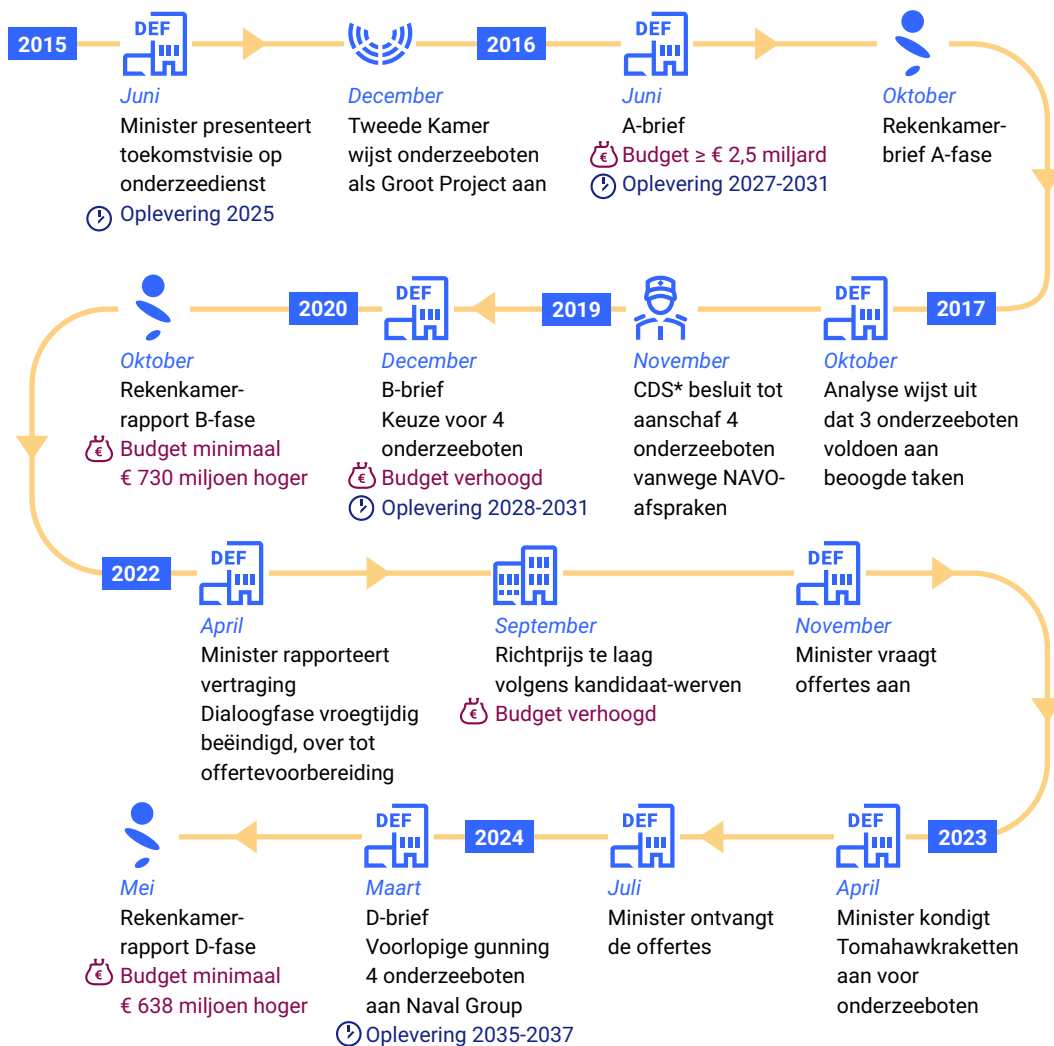 2015
DEF
Juni
Minister presenteert
toekomstvisie op
onderzeedienst
Oplevering 2025
December
Tweede Kamer
wijst onderzeeboten
als Groot Project aan
2016
DEF
Juni
A-brief
€ Budget ≥ € 2,5 miljard
Oplevering 2027-2031
Oktober
Rekenkamer-
brief A-fase
2017
DEF
Oktober
Analyse wijst uit
dat 3 onderzeeboten
voldoen aan
beoogde taken
2019
November
CDS* besluit tot
aanschaf 4
onderzeeboten
vanwege NAVO-
afspraken
DEF
December
B-brief
Keuze voor 4
onderzeeboten
€ Budget verhoogd
Oplevering 2028-2031
2020
Oktober
Rekenkamer-
rapport B-fase
€ Budget minimaal
€ 730 miljoen hoger
2022
DEF
April
Minister rapporteert
vertraging
Dialoogfase vroegtijdig
beëindigd, over tot
offertevoorbereiding
September
Richtprijs te laag
volgens kandidaat-werven
€ Budget verhoogd
DEF
November
Minister vraagt
offertes aan
2023
DEF
April
Minister kondigt
Tomahawkraketten
aan voor
onderzeeboten
DEF
Juli
Minister ontvangt
de offertes
2024
DEF
Maart
D-brief
Voorlopige gunning
4 onderzeeboten
aan Naval Group
Oplevering 2035-2037
Mei
Rekenkamer-
rapport D-fase
€ Budget minimaal
€ 638 miljoen hoger